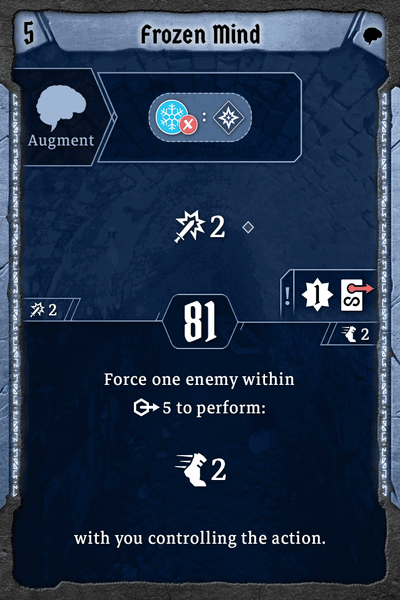 5 Frozen Mind
Augment
:
2
! 1 S
2
81
2
Force one enemy within
5 to perform:
2
with you controlling the action.